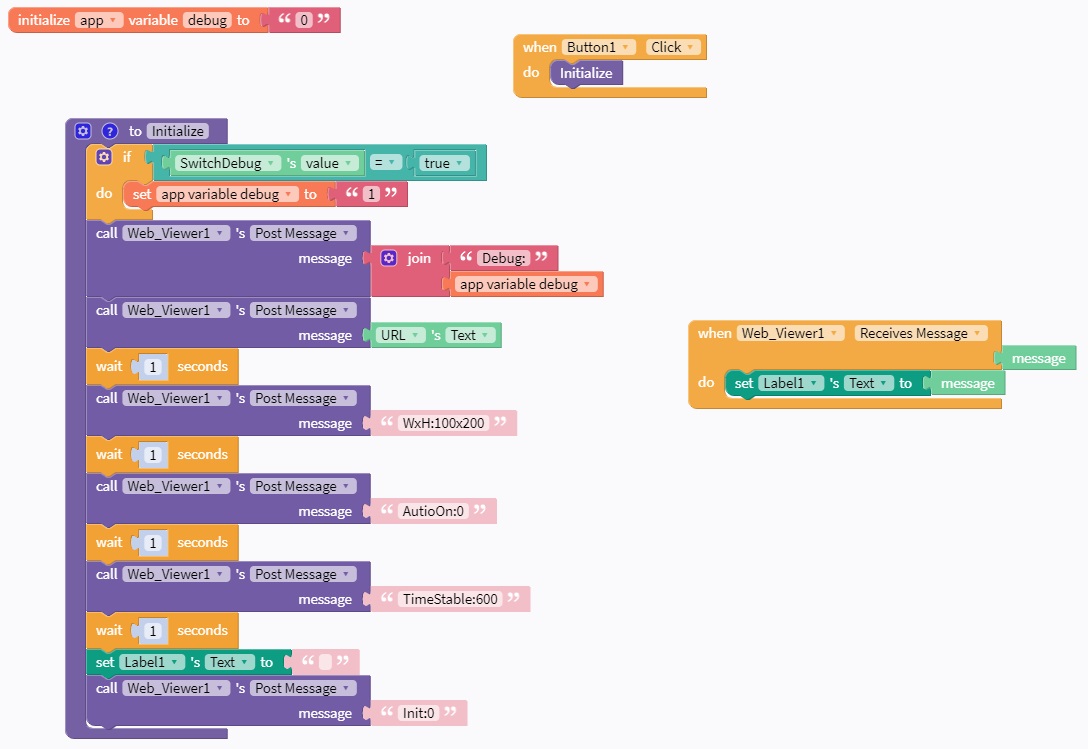 initialize app variable debug to “ 0 ”
when Button1 Click
do Initialize
? to Initialize
if SwitchDebug 's value = true
do set app variable debug to “ 1 ”
call Web_Viewer1 's Post Message
message join “ Debug: ”
app variable debug
call Web_Viewer1 's Post Message
message URL 's Text
wait 1 seconds
call Web_Viewer1 's Post Message
message “ WxH:100x200 ”
wait 1 seconds
call Web_Viewer1 's Post Message
message “ AutioOn:0 ”
wait 1 seconds
call Web_Viewer1 's Post Message
message “ TimeStable:600 ”
wait 1 seconds
set Label1 's Text to “ ”
call Web_Viewer1 's Post Message
message “ Init:0 ”
when Web_Viewer1 Receives Message
message
do set Label1 's Text to message